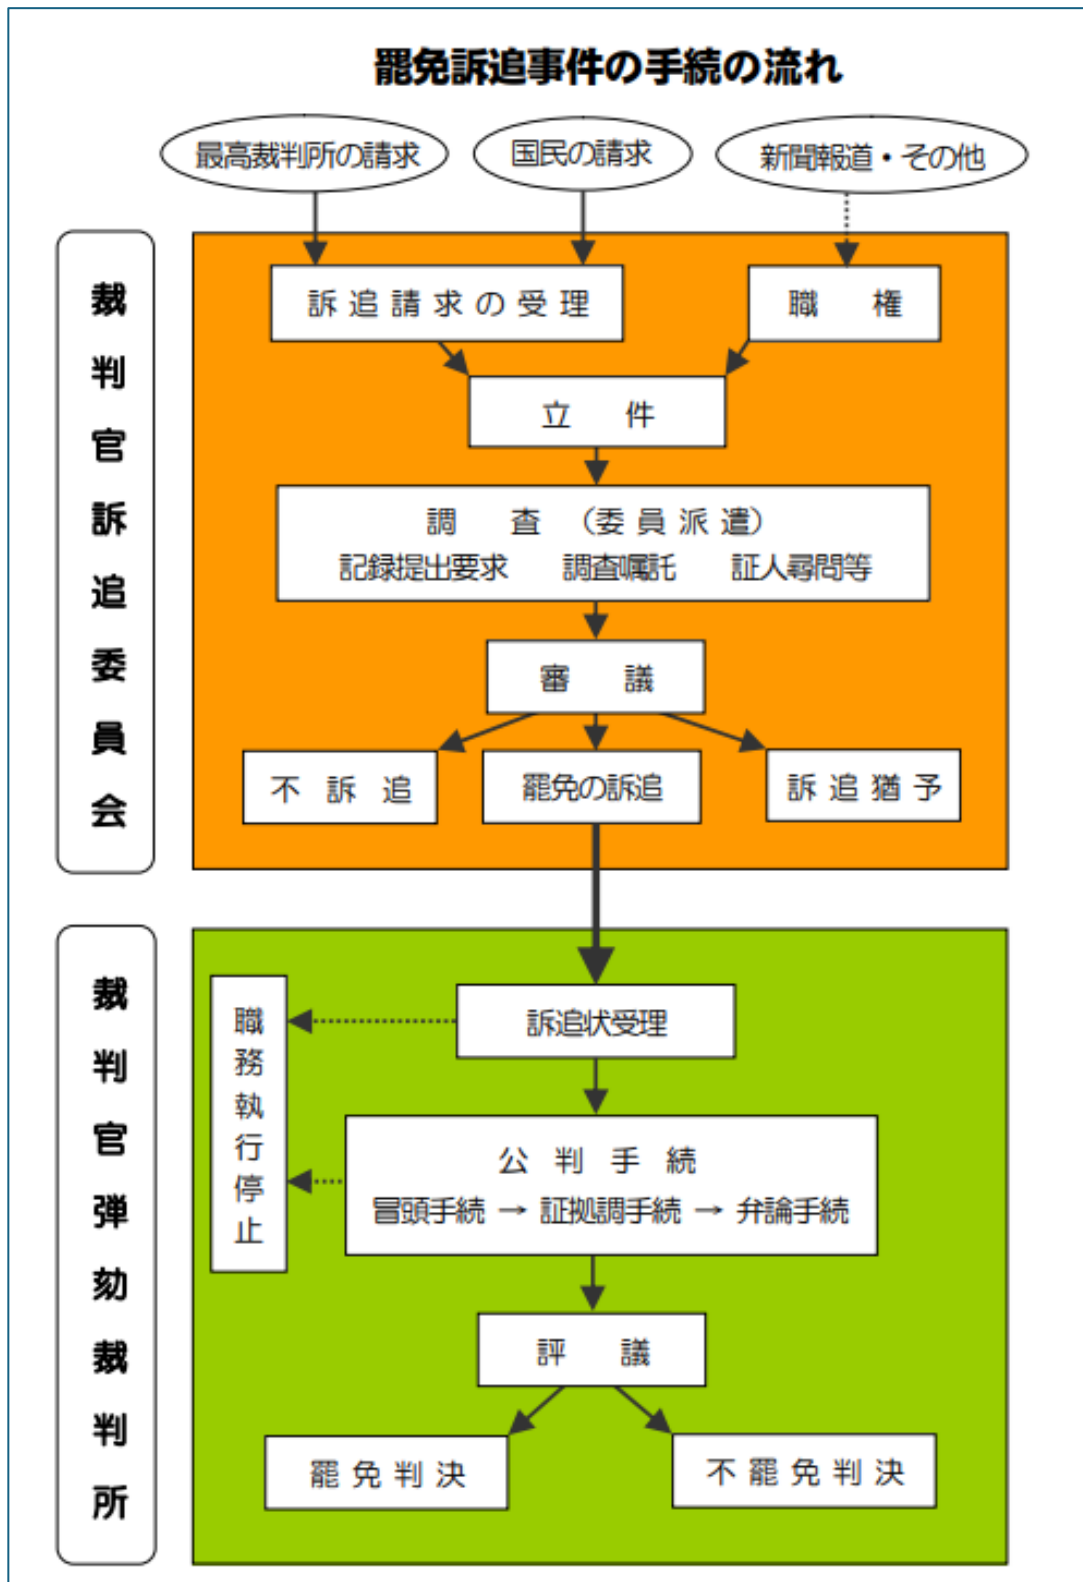 罷免訴追事件の手続の流れ
最高裁判所の請求
国民の請求
新聞報道・その他
裁判官訴追委員会
訴追請求の受理
職権
立件
調査（委員派遣）
記録提出要求　調査嘱託　証人尋問等
審議
不訴追
罷免の訴追
訴追猶予
裁判官弾劾裁判所
職務執行停止
訴追状受理
公判手続
冒頭手続 → 証拠調手続 → 弁論手続
評議
罷免判決
不罷免判決